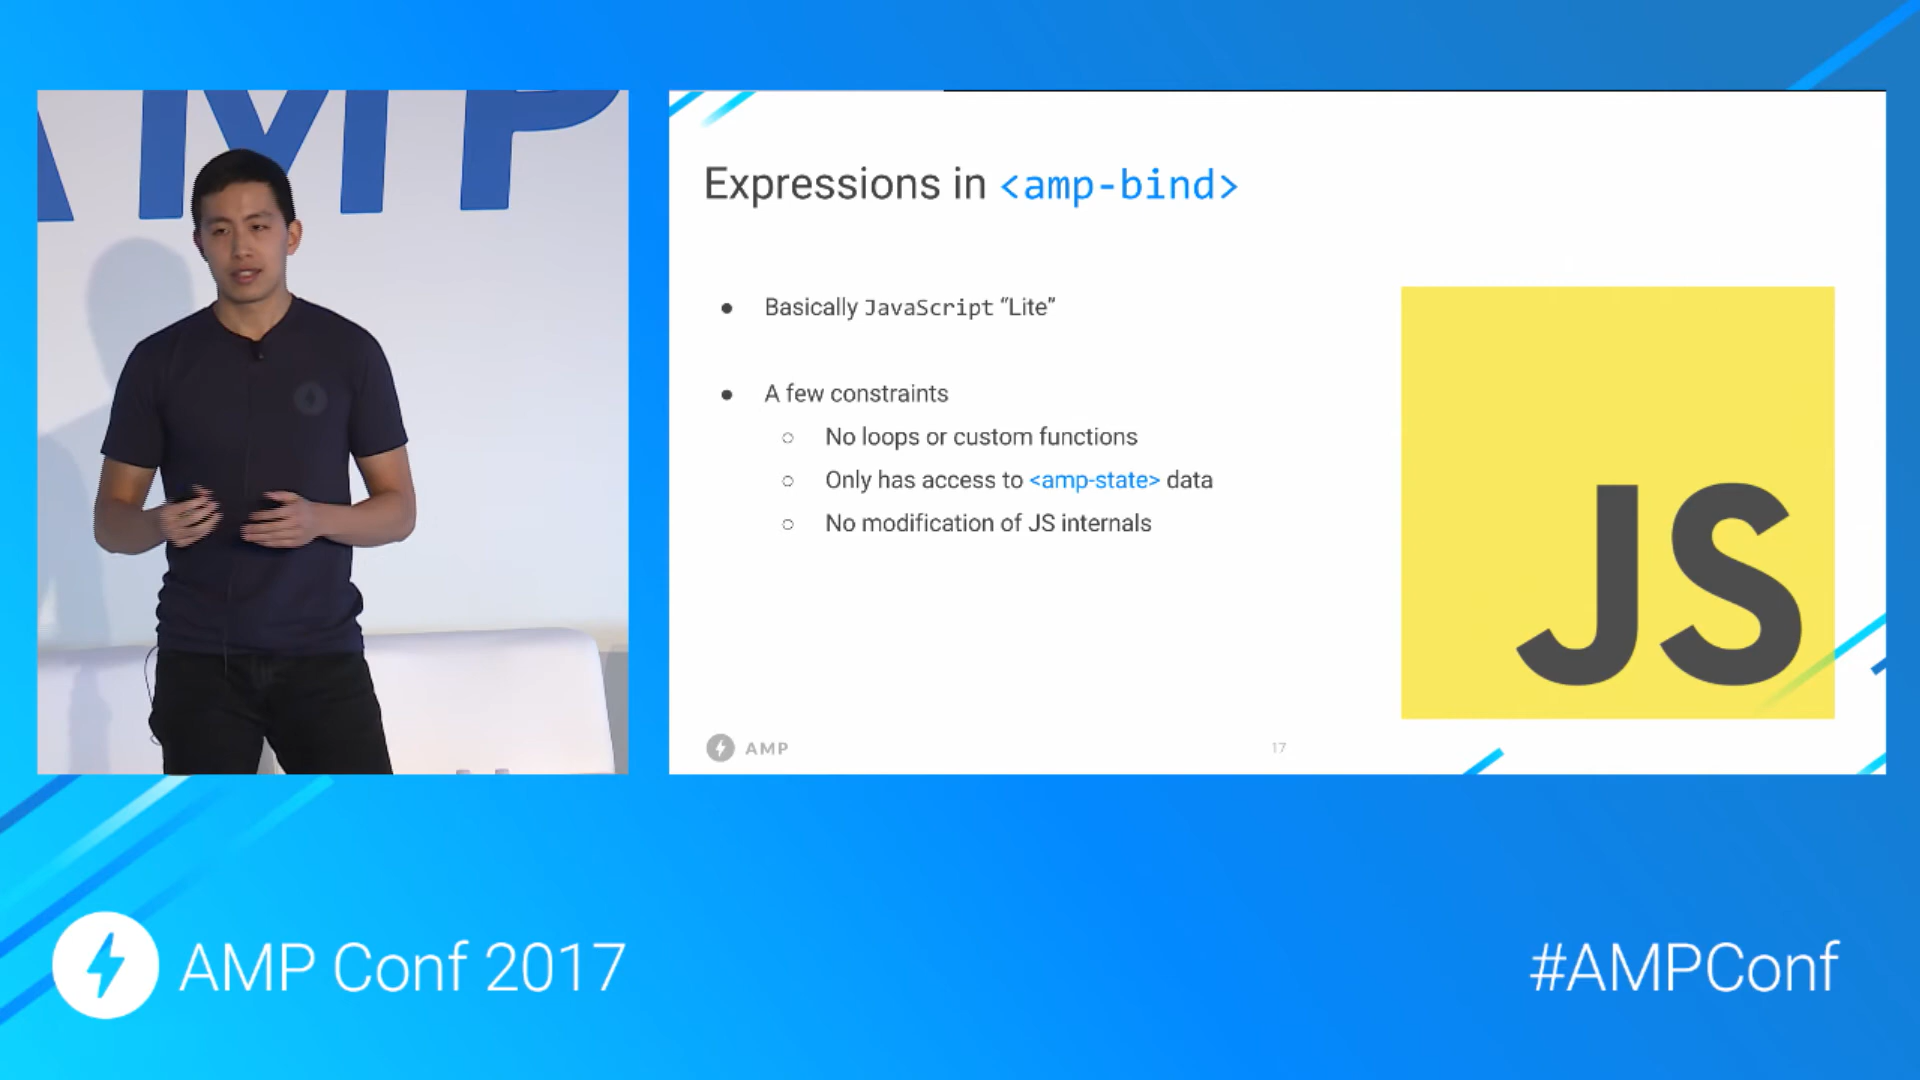 AMP
Expressions in <amp-bind>
● Basically JavaScript “Lite”
● A few constraints
○ No loops or custom functions
○ Only has access to <amp-state> data
○ No modification of JS internals
JS
AMP
17
AMP Conf 2017
#AMPConf